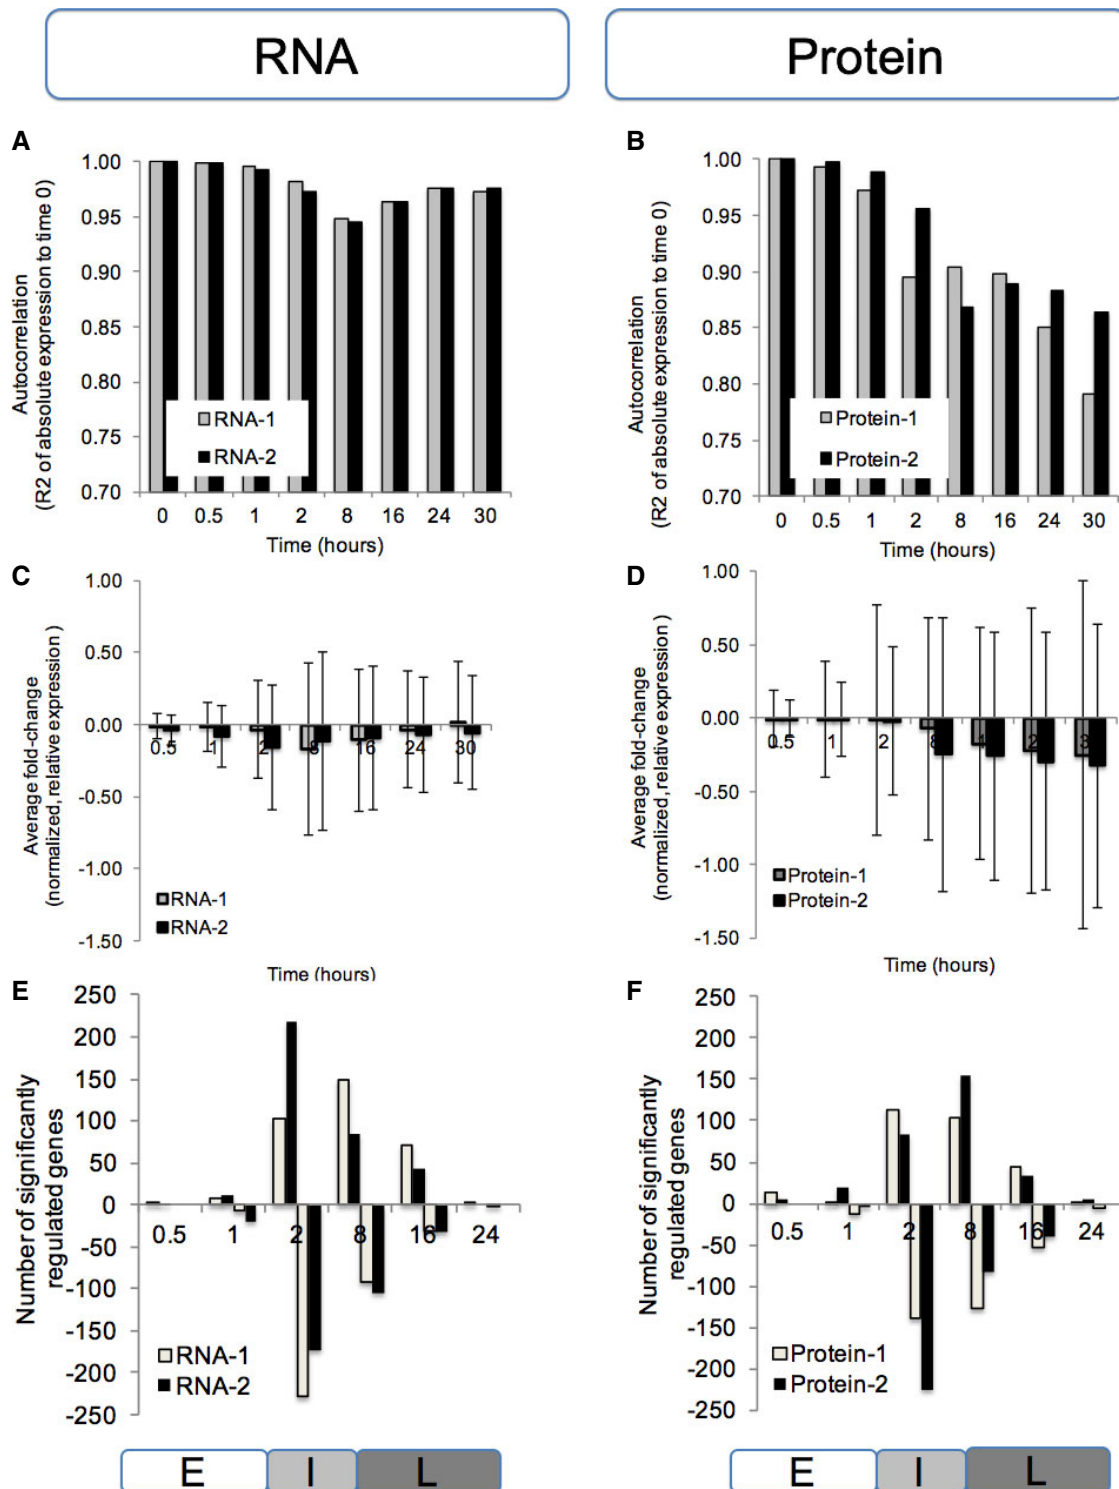 RNA
Protein
A
Autocorrelation
(R2 of absolute expression to time 0)
1.00
0.95
0.90
0.85
0.80
0.75
0.70
RNA-1
RNA-2
0 0.5 1 2 8 16 24 30
Time (hours)
B
Autocorrelation
(R2 of absolute expression to time 0)
1.00
0.95
0.90
0.85
0.80
0.75
0.70
Protein-1
Protein-2
0 0.5 1 2 8 16 24 30
Time (hours)
C
Average fold-change
(normalized, relative expression )
1.00
0.50
0.00
-0.50
-1.00
-1.50
0.5 1 2 8 16 24 30
RNA-1
RNA-2
Time (hours)
D
Average fold-change
(normalized, relative expression )
1.00
0.50
0.00
-0.50
-1.00
-1.50
0.5 1 2 8
Protein-1
Protein-2
Time (hours)
E
Number of significantly
regulated genes
250
200
150
100
50
0
-50
-100
-150
-200
-250
0.5 1 2 8 16 24
RNA-1
RNA-2
F
Number of significantly
regulated genes
250
200
150
100
50
0
-50
-100
-150
-200
-250
0.5 1 2 8 16 24
Protein-1
Protein-2
E I L
E I L